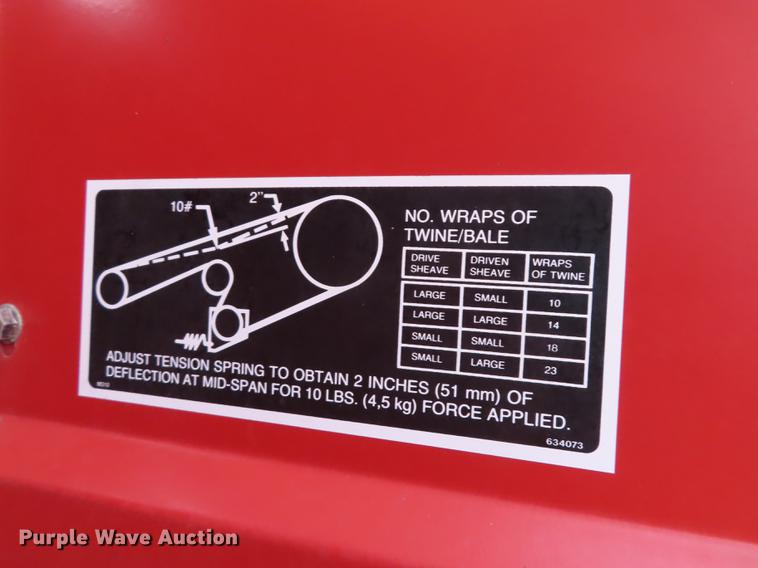 10#
2"
NO. WRAPS OF
TWINE/BALE
DRIVE SHEAVE DRIVEN SHEAVE WRAPS OF TWINE
LARGE SMALL 10
LARGE LARGE 14
SMALL SMALL 18
SMALL LARGE 23
ADJUST TENSION SPRING TO OBTAIN 2 INCHES (51 mm) OF
DEFLECTION AT MID-SPAN FOR 10 LBS. (4,5 kg) FORCE APPLIED.
634073
Purple Wave Auction